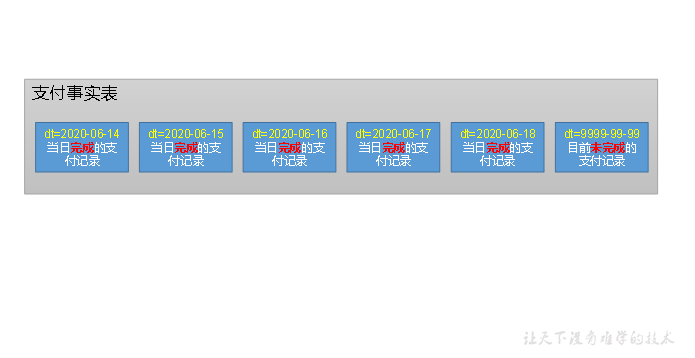 支付事实表
dt=2020-06-14
当日完成的支
付记录
dt=2020-06-15
当日完成的支
付记录
dt=2020-06-16
当日完成的支
付记录
dt=2020-06-17
当日完成的支
付记录
dt=2020-06-18
当日完成的支
付记录
dt=9999-99-99
目前未完成的
支付记录
让天下没有难学的技术